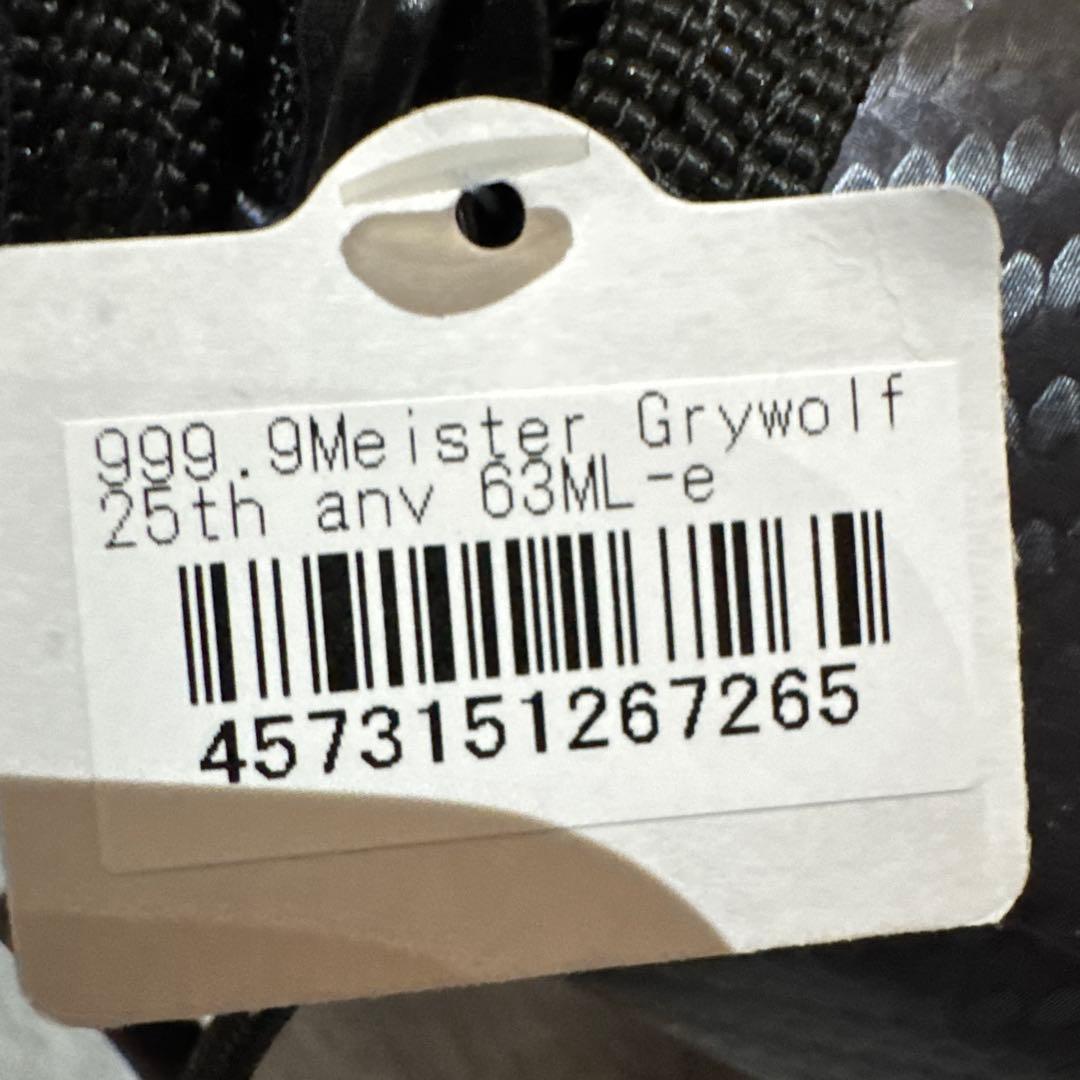 999.9Meister Grywolf
25th anv 63ML-e
4573151267265